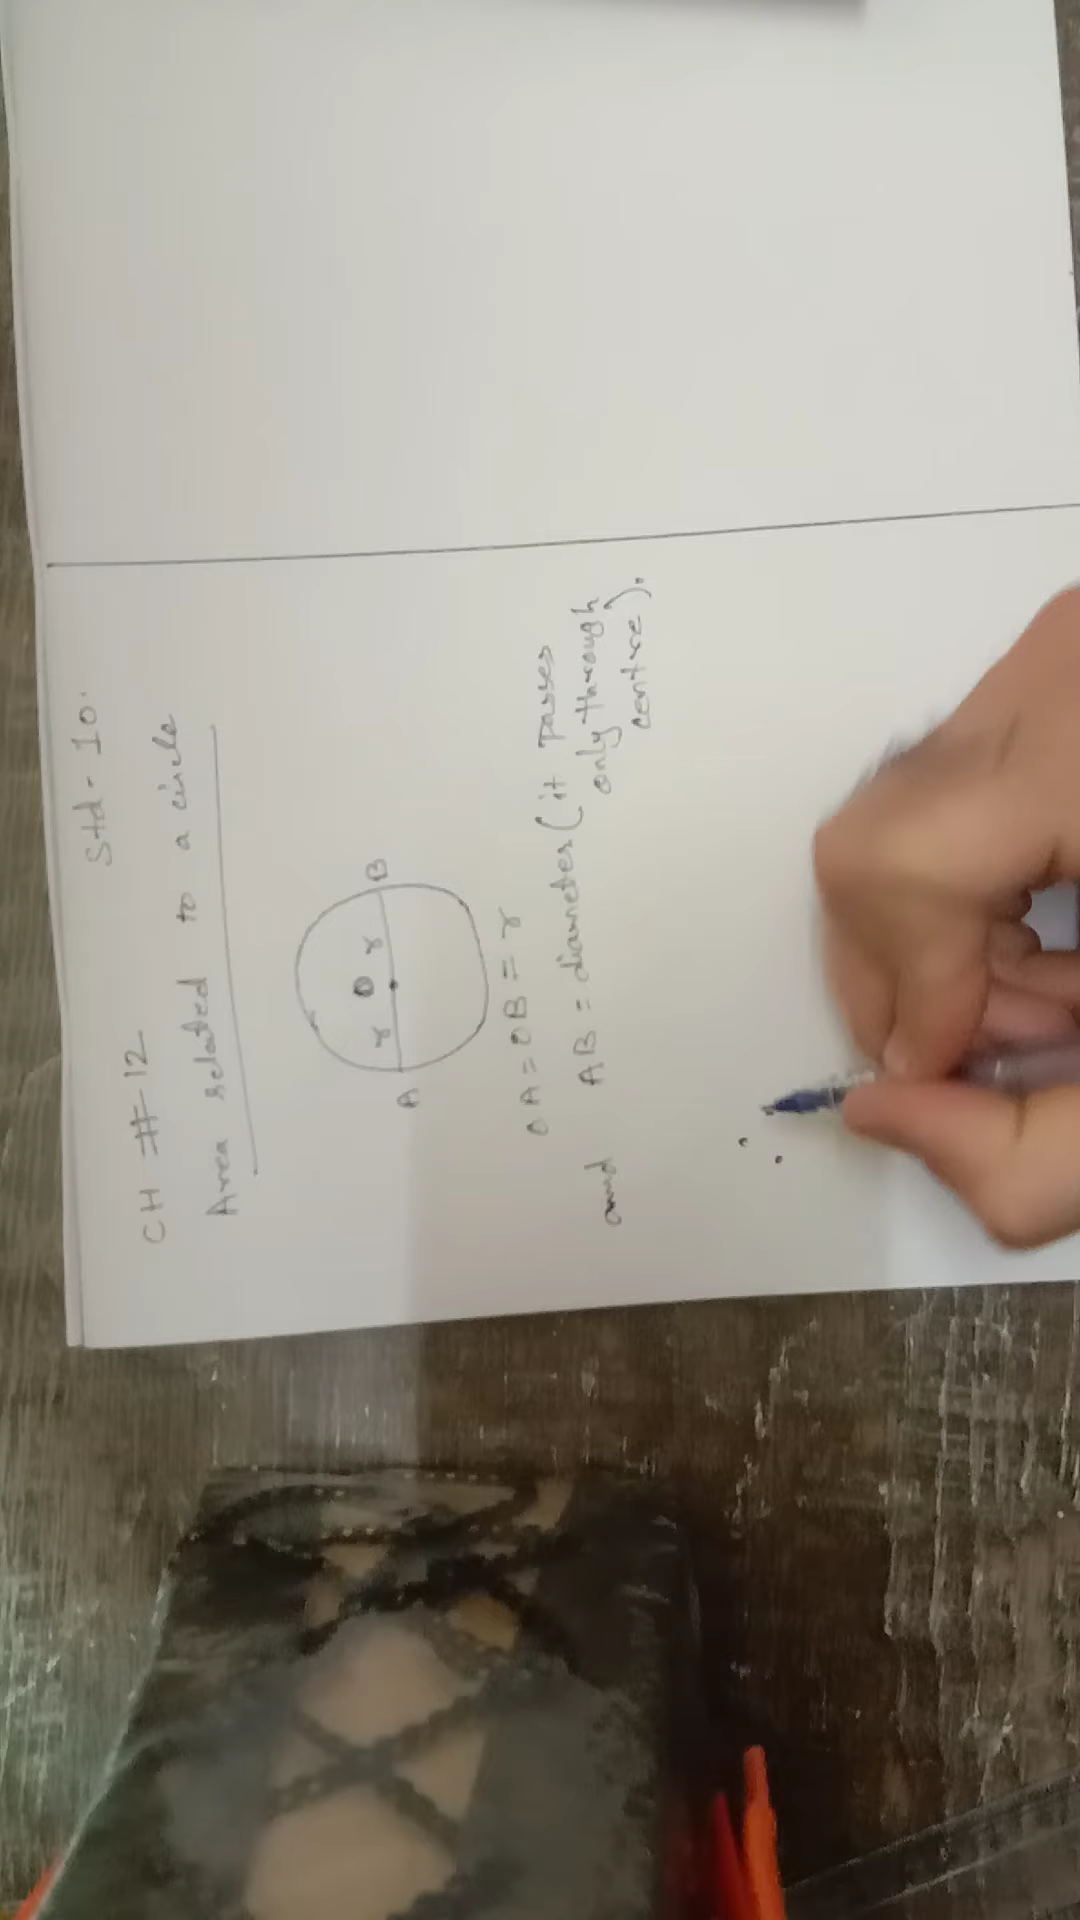 Std - 10.
CH # 12
Area related to a circle
r O r
A B
OA = OB = r
and AB = diameter (it passes
only through
centre).
∴